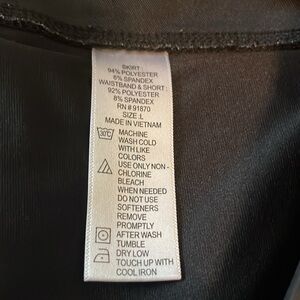 SKIRT
94% POLYESTER
6% SPANDEX
WAISTBAND & SHORT
92% POLYESTER
8% SPANDEX
RN # 91870
SIZE: L
MADE IN VIETNAM
30°C MACHINE
WASH COLD
WITH LIKE
COLORS
USE ONLY NON-
CHLORINE
BLEACH
WHEN NEEDED
DO NOT USE
SOFTENERS
REMOVE
PROMPTLY
AFTER WASH
TUMBLE
DRY LOW
TOUCH UP WITH
COOL IRON